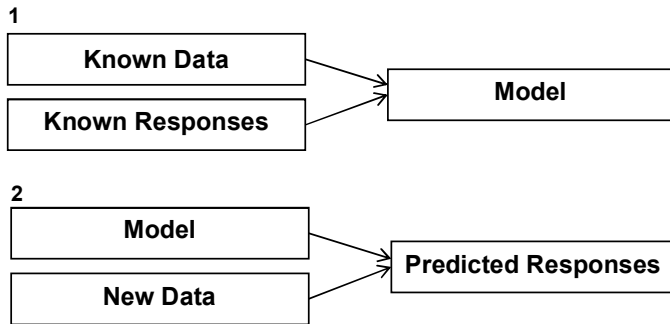 1
Known Data
Known Responses
Model
2
Model
New Data
Predicted Responses